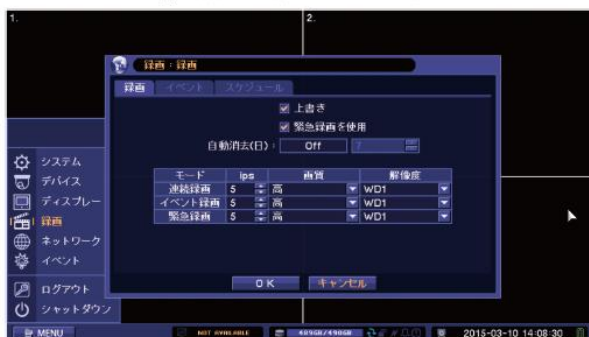 1.
2.
録画 : 録画
録画 イベント スケジュール
上書き
緊急録画を使用
自動消去(日) : Off 7
モード ips 画質 解像度
連続録画 5 高 WD1
イベント録画 5 高 WD1
緊急録画 5 高 WD1
OK キャンセル
システム
デバイス
ディスプレー
録画
ネットワーク
イベント
ログアウト
シャットダウン
MENU NOT AVAILABLE 409GB/490GB 2015-03-10 14:08:30